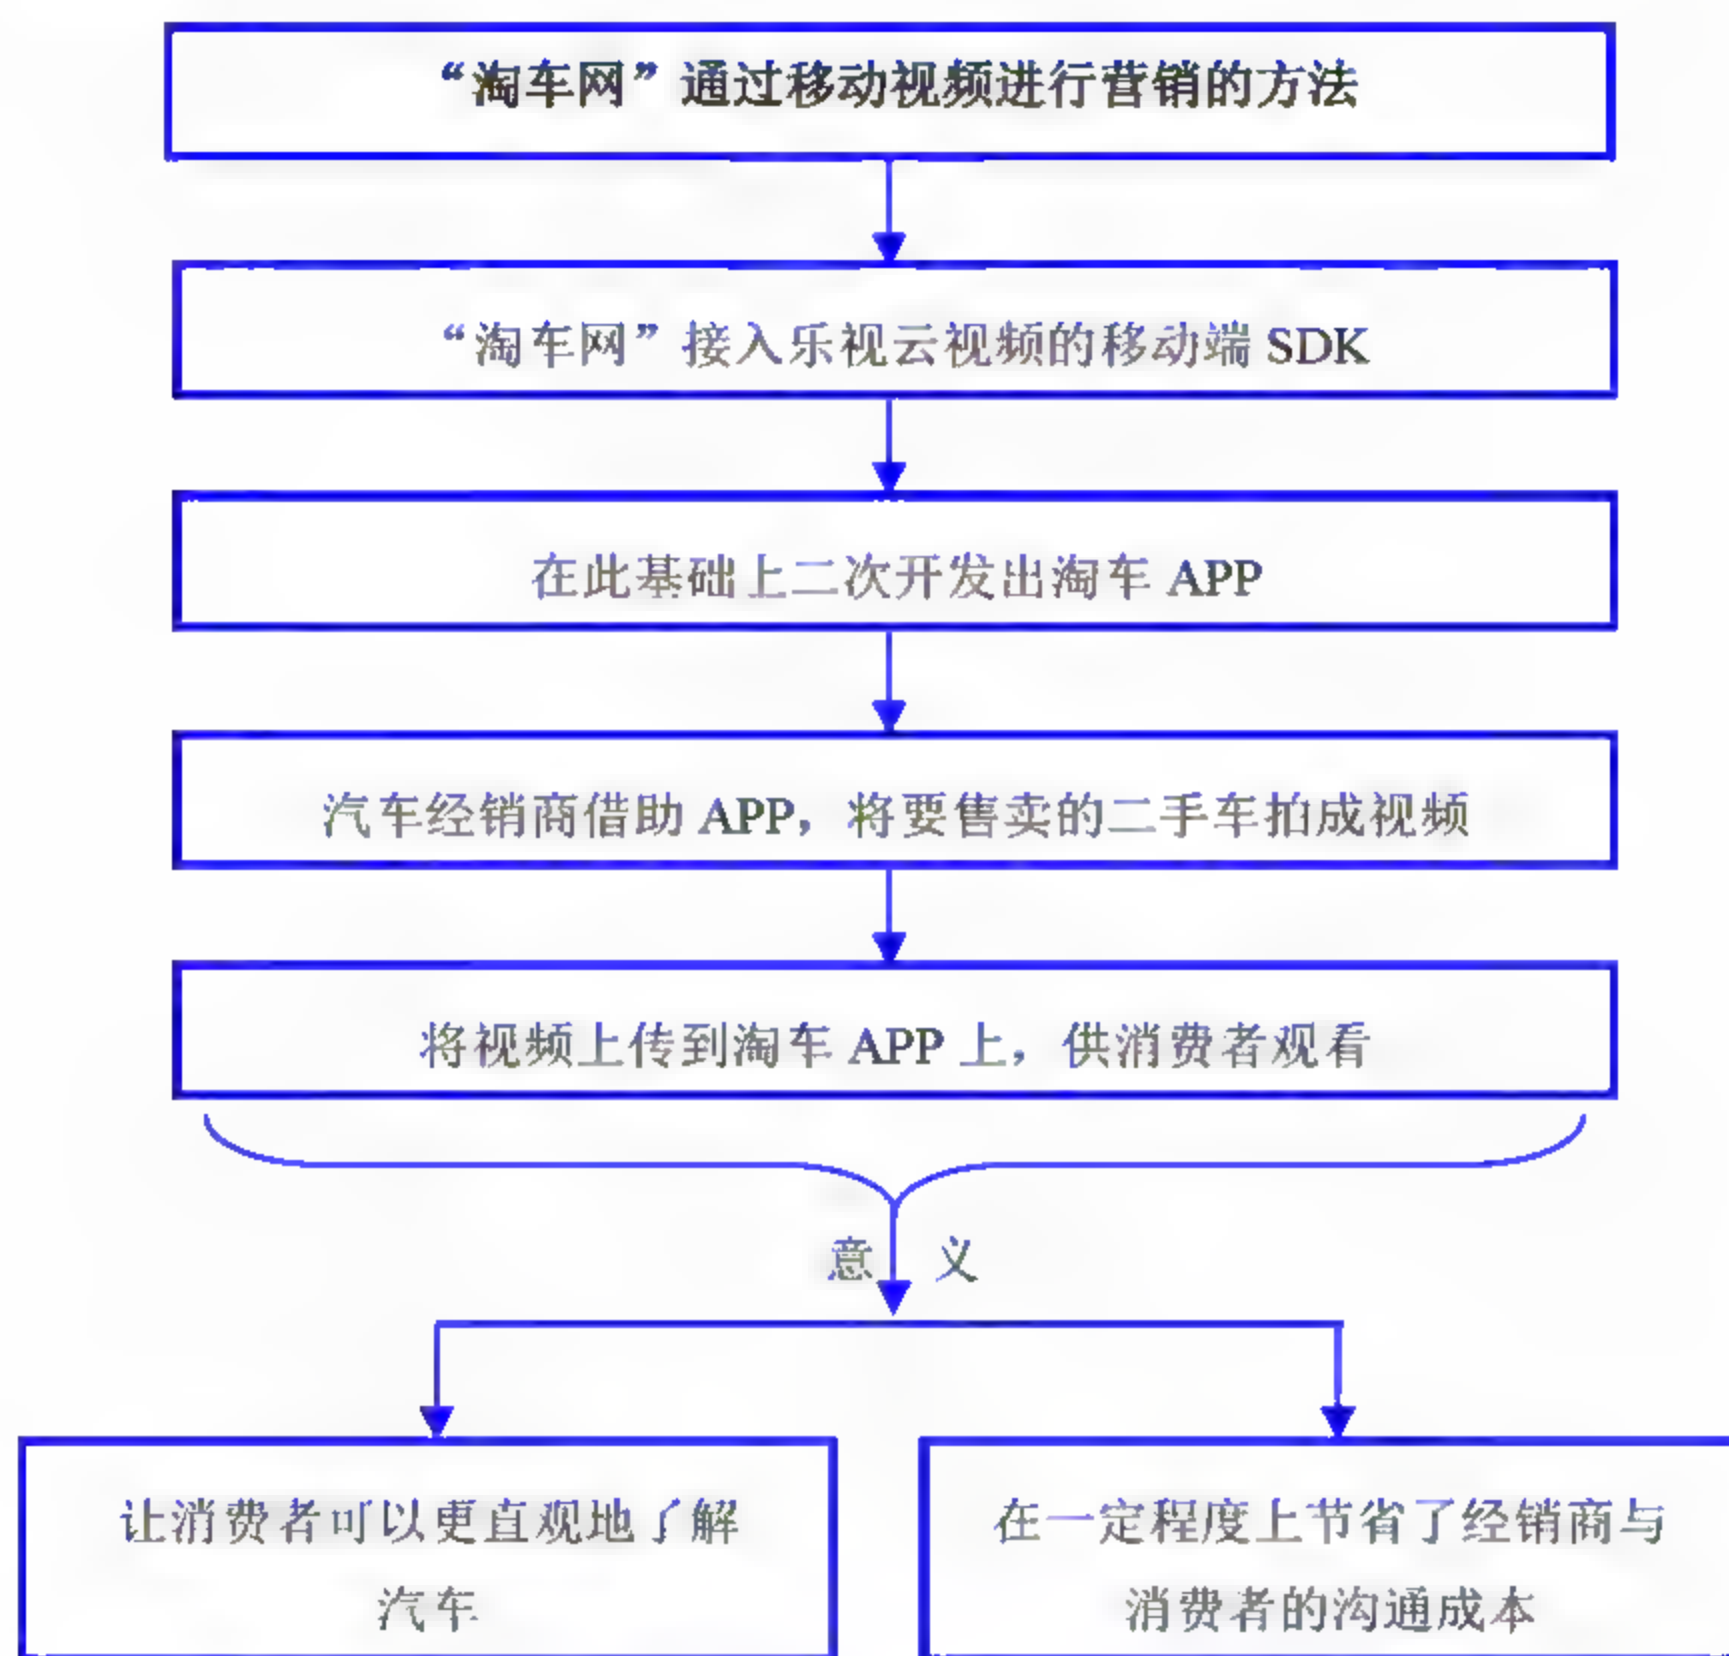 “淘车网”通过移动视频进行营销的方法
“淘车网”接入乐视云视频的移动端 SDK
在此基础上二次开发出淘车 APP
汽车经销商借助 APP，将要售卖的二手车拍成视频
将视频上传到淘车 APP 上，供消费者观看
意 义
让消费者可以更直观地了解
汽车
在一定程度上节省了经销商与
消费者的沟通成本